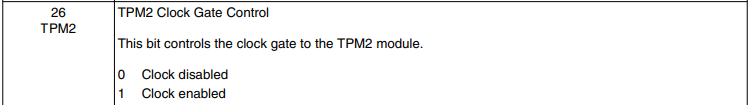 26
TPM2
TPM2 Clock Gate Control
This bit controls the clock gate to the TPM2 module.
0 Clock disabled
1 Clock enabled